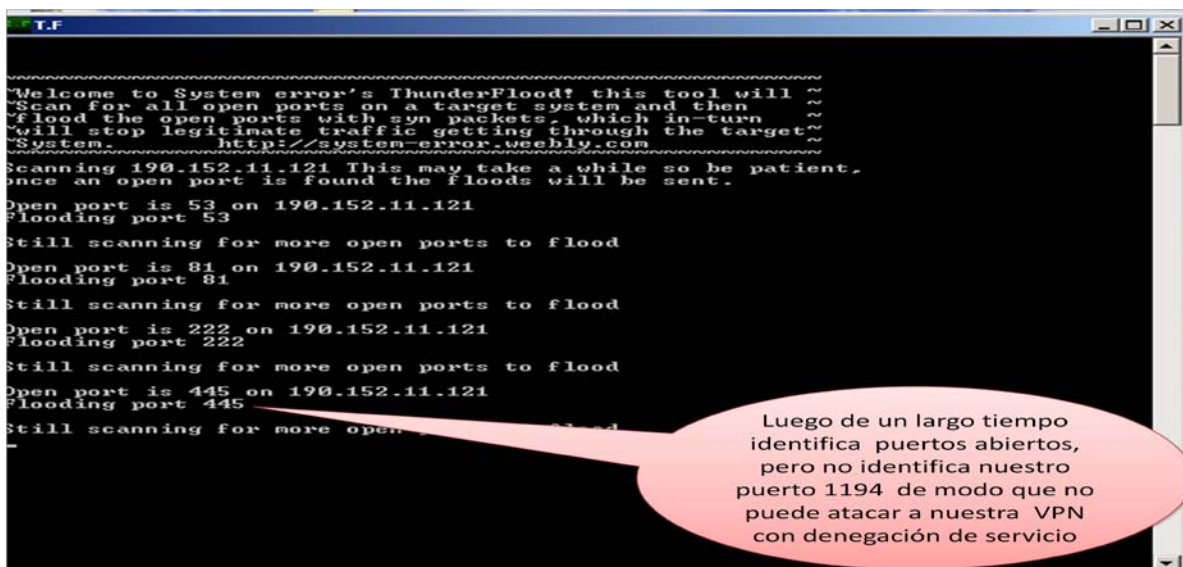 T.F
~~~~~~~~~~~~~~~~~~~~~~~~~~~~~~~~~~~~~~~~~~~~~~~~~~~~~~~~~~~~~~~
~Welcome to System error's ThunderFlood! this tool will ~
~Scan for all open ports on a target system and then ~
~flood the open ports with syn packets, which in-turn ~
~will stop legitimate traffic getting through the target~
~System. http://system-error.weebly.com ~
~~~~~~~~~~~~~~~~~~~~~~~~~~~~~~~~~~~~~~~~~~~~~~~~~~~~~~~~~~~~~~~
Scanning 190.152.11.121 This may take a while so be patient,
once an open port is found the floods will be sent.
Open port is 53 on 190.152.11.121
Flooding port 53
Still scanning for more open ports to flood
Open port is 81 on 190.152.11.121
Flooding port 81
Still scanning for more open ports to flood
Open port is 222 on 190.152.11.121
Flooding port 222
Still scanning for more open ports to flood
Open port is 445 on 190.152.11.121
Flooding port 445
Still scanning for more open flood
Luego de un largo tiempo
identifica puertos abiertos,
pero no identifica nuestro
puerto 1194 de modo que no
puede atacar a nuestra VPN
con denegación de servicio